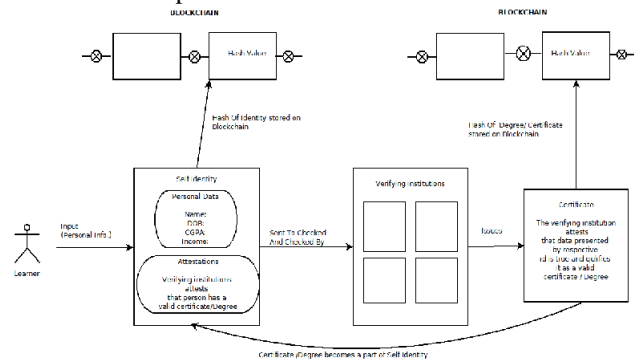 BLOCKCHAIN
BLOCKCHAIN
Hash Value
Hash Value
Hash Of Identity stored on
Blockchain
Hash Of Degree/ Certificate
stored on Blockchain
Self Identity
Personal Data
Name:
DOB:
CGPA:
Income:
Attestations
Verifying institutions
attests
that person has a
valid certificate/Degree
Input
(Personal Info.)
Learner
Sent To Checked
And Checked By
Verifying Institutions
Issues
Certificate
The verifying institution
attests
that data presented
by respective
is true and
it as a valid
certificate / Degree
Certificate /Degree becomes a part of Self Identity